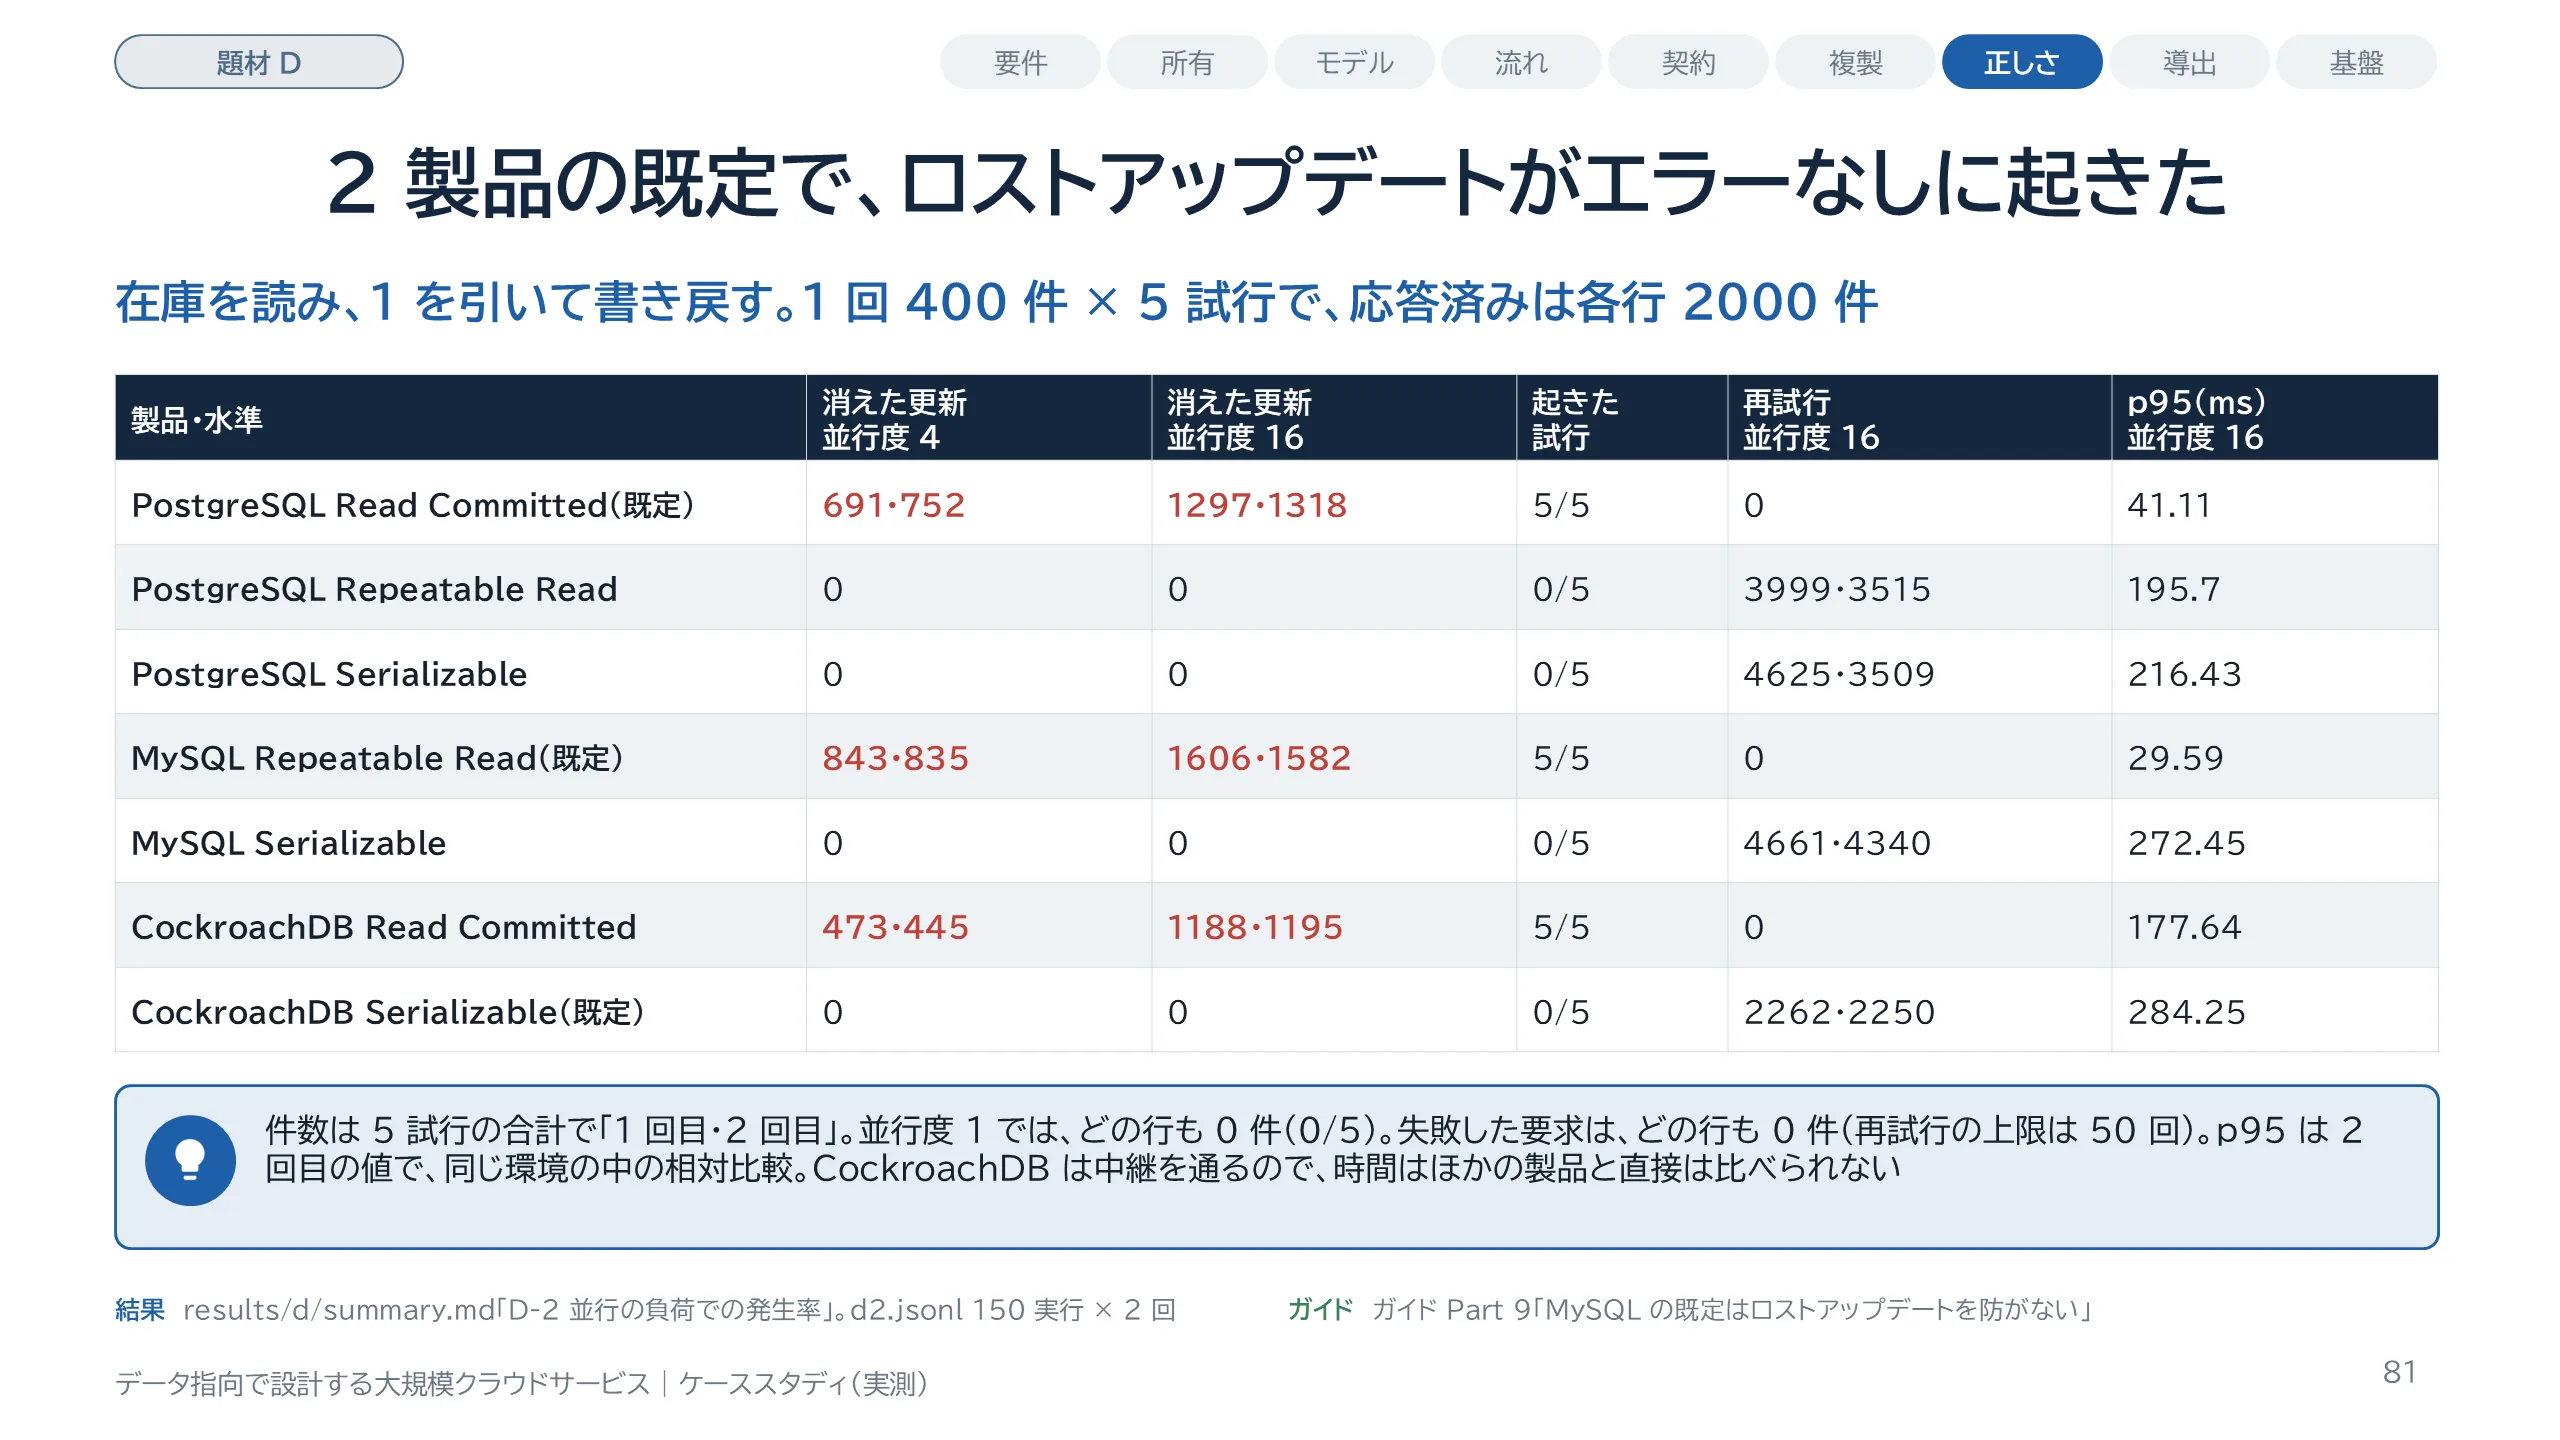 題材 D
要件 所有 モデル 流れ 契約 複製 正しさ 導出 基盤
2 製品の既定で、ロストアップデートがエラーなしに起きた
在庫を読み、1 を引いて書き戻す。1 回 400 件 × 5 試行で、応答済みは各行 2000 件
製品・水準 消えた更新 並行度 4 消えた更新 並行度 16 起きた 試行 再試行 並行度 16 p95(ms) 並行度 16
PostgreSQL Read Committed(既定) 691・752 1297・1318 5/5 0 41.11
PostgreSQL Repeatable Read 0 0 0/5 3999・3515 195.7
PostgreSQL Serializable 0 0 0/5 4625・3509 216.43
MySQL Repeatable Read(既定) 843・835 1606・1582 5/5 0 29.59
MySQL Serializable 0 0 0/5 4661・4340 272.45
CockroachDB Read Committed 473・445 1188・1195 5/5 0 177.64
CockroachDB Serializable(既定) 0 0 0/5 2262・2250 284.25
件数は 5 試行の合計で「1 回目・2 回目」。並行度 1 では、どの行も 0 件(0/5)。失敗した要求は、どの行も 0 件(再試行の上限は 50 回)。p95 は 2
回目の値で、同じ環境の中の相対比較。CockroachDB は中継を通るので、時間はほかの製品と直接は比べられない
結果 results/d/summary.md「D-2 並行の負荷での発生率」。d2.jsonl 150 実行 × 2 回 ガイド ガイド Part 9「MySQL の既定はロストアップデートを防がない」
データ指向で設計する大規模クラウドサービス｜ケーススタディ(実測)
81